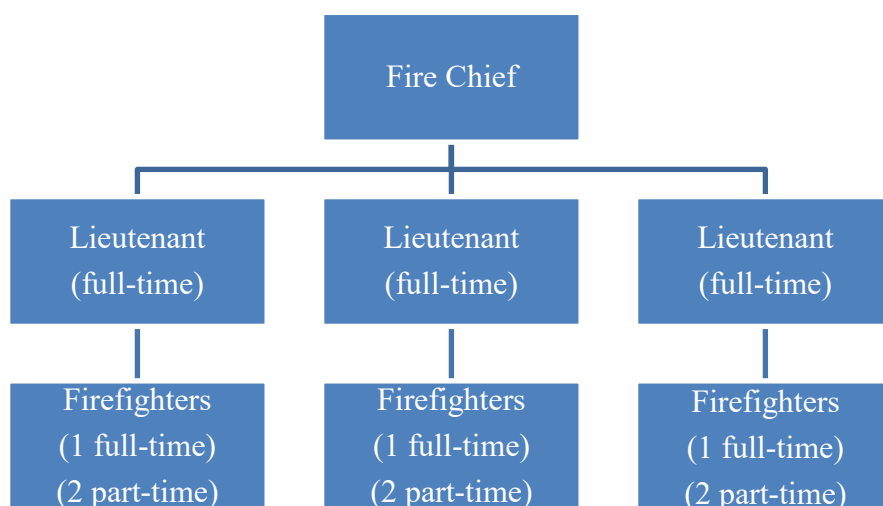 Fire Chief
Lieutenant
(full-time)
Lieutenant
(full-time)
Lieutenant
(full-time)
Firefighters
(1 full-time)
(2 part-time)
Firefighters
(1 full-time)
(2 part-time)
Firefighters
(1 full-time)
(2 part-time)